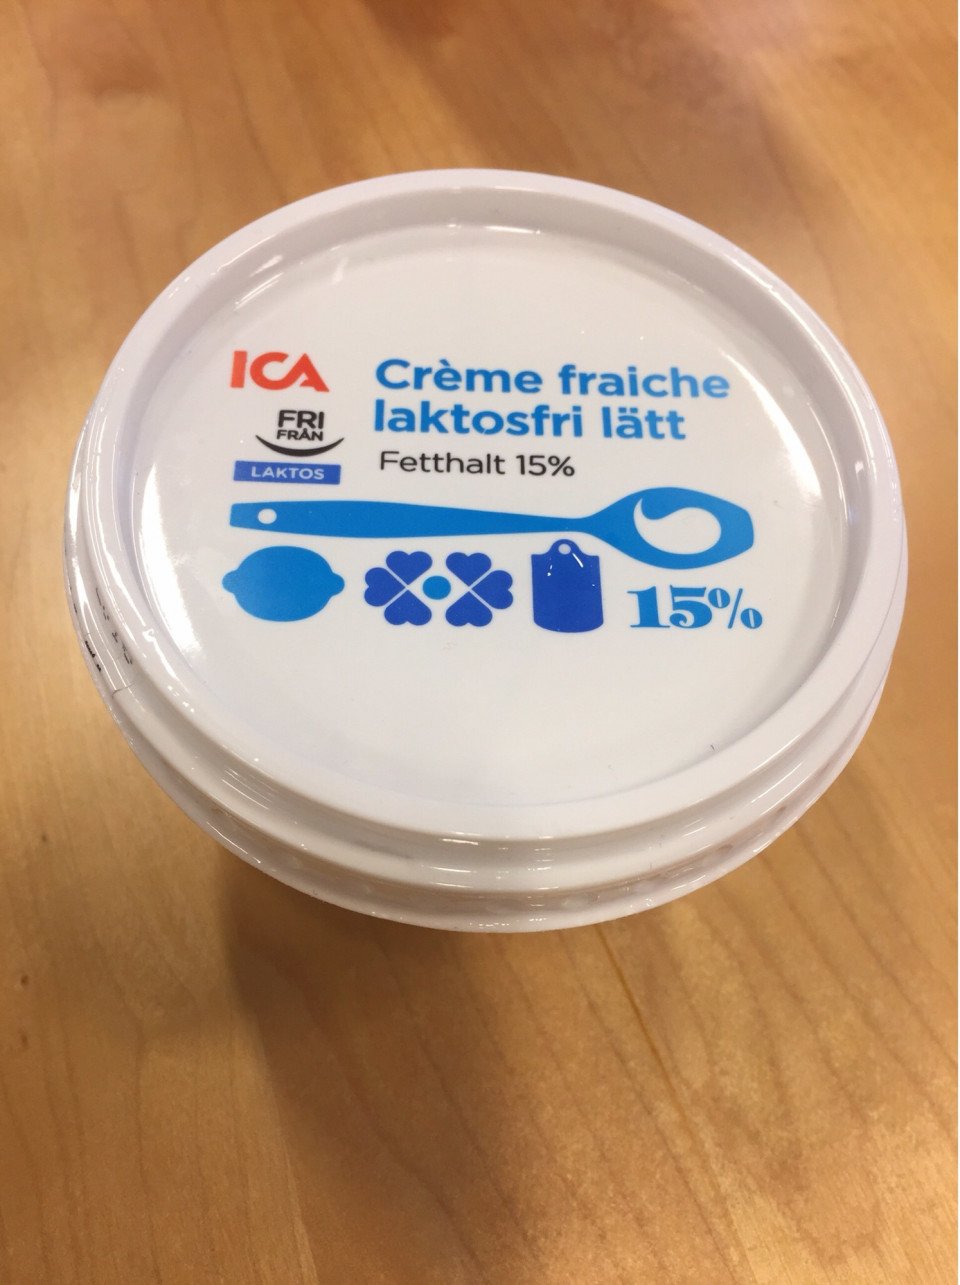 ICA
FRI
FRÅN
LAKTOS
Crème fraiche
laktosfri lätt
Fetthalt 15%
15%